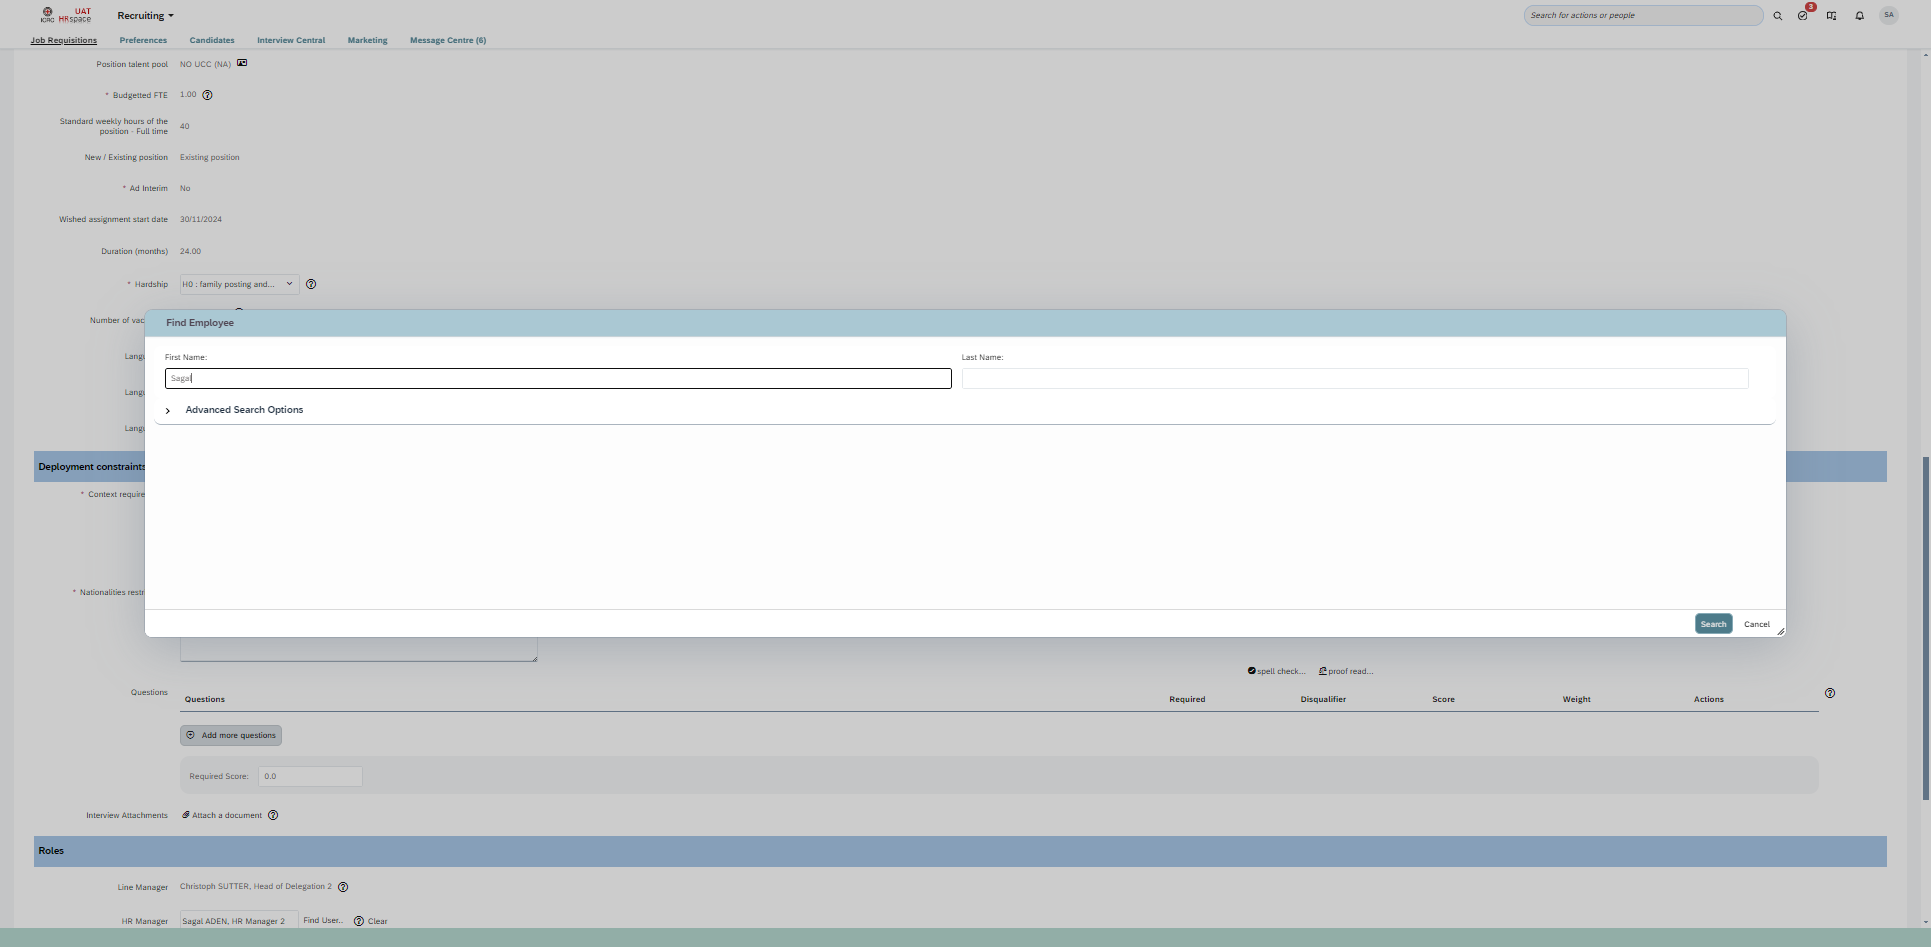 ICRC
UAT
HRspace
Recruiting
Search for actions or people
3
SA
Job Requisitions
Preferences
Candidates
Interview Central
Marketing
Message Centre (6)
Position talent pool
NO UCC (NA)
* Budgetted FTE
1.00
Standard weekly hours of the
position - Full time
40
New / Existing position
Existing position
* Ad Interim
No
Wished assignment start date
30/11/2024
Duration (months)
24.00
* Hardship
H0 : family posting and...
Number of vac
Find Employee
First Name:
Last Name:
Sagal
Advanced Search Options
Langu
Langu
Langu
Deployment constraints
* Context require
* Nationalities restr
Search
Cancel
spell check...
proof read...
Questions
Questions
Required
Disqualifier
Score
Weight
Actions
Add more questions
Required Score:
0.0
Interview Attachments
Attach a document
Roles
Line Manager
Christoph SUTTER, Head of Delegation 2
HR Manager
Sagal ADEN, HR Manager 2
Find User..
Clear